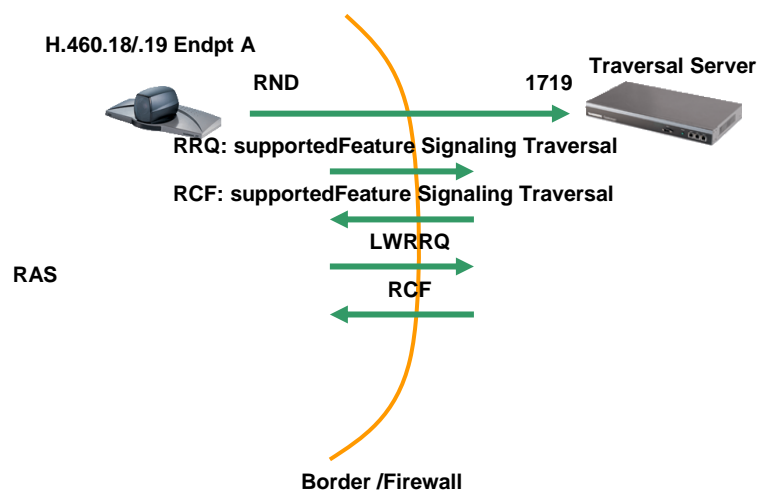 H.460.18/.19 Endpt A
Traversal Server
RND 1719
RRQ: supportedFeature Signaling Traversal
RCF: supportedFeature Signaling Traversal
LWRRQ
RAS
RCF
Border /Firewall